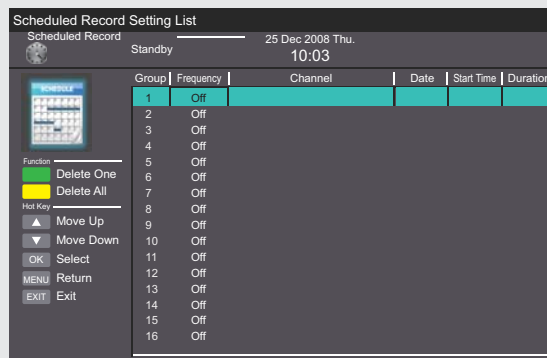 Scheduled Record Setting List
Scheduled Record
Standby
25 Dec 2008 Thu.
10:03
SCHEDULE
Group Frequency Channel Date Start Time Duration
1 Off
2 Off
3 Off
4 Off
5 Off
6 Off
7 Off
8 Off
9 Off
10 Off
11 Off
12 Off
13 Off
14 Off
15 Off
16 Off
Function
Delete One
Delete All
Hot Key
Move Up
Move Down
OK Select
MENU Return
EXIT Exit